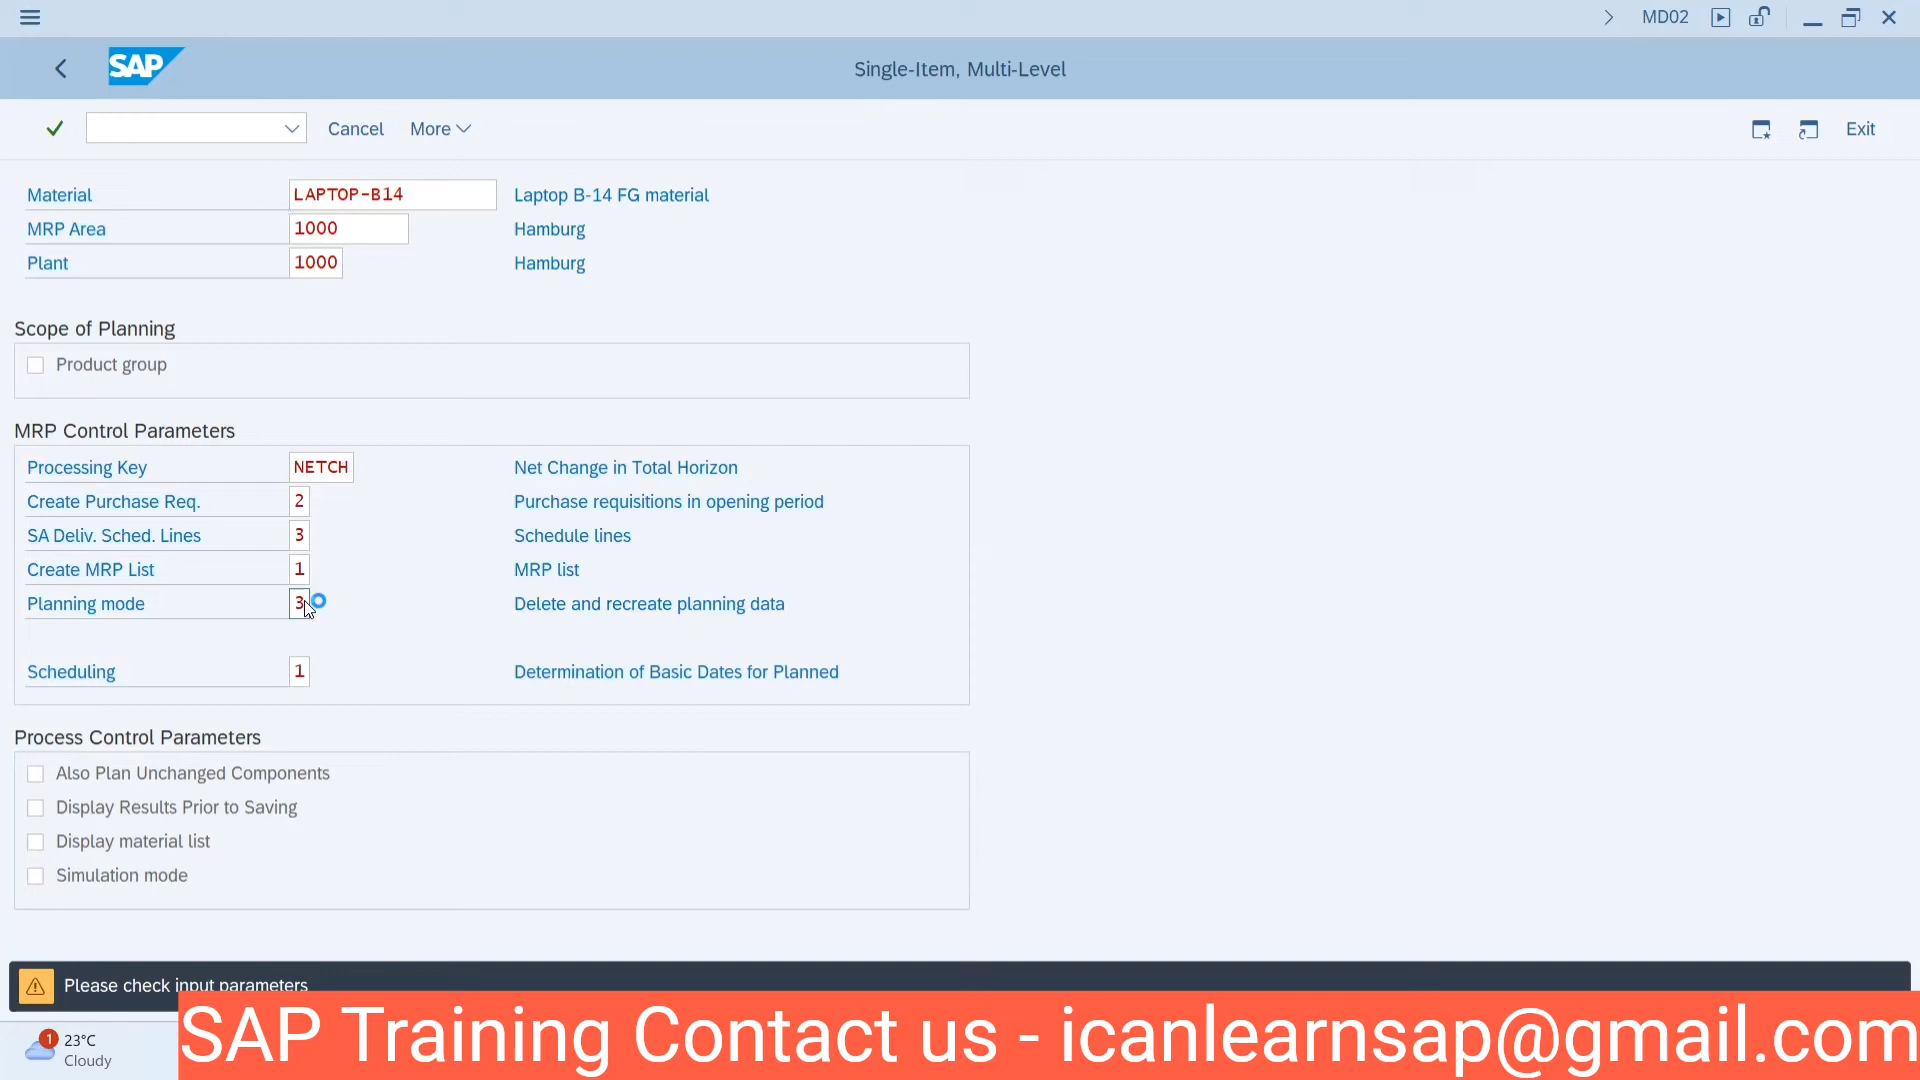 MD02
SAP
Single-Item, Multi-Level
Cancel More Exit
Material LAPTOP-B14 Laptop B-14 FG material
MRP Area 1000 Hamburg
Plant 1000 Hamburg
Scope of Planning
Product group
MRP Control Parameters
Processing Key NETCH Net Change in Total Horizon
Create Purchase Req. 2 Purchase requisitions in opening period
SA Deliv. Sched. Lines 3 Schedule lines
Create MRP List 1 MRP list
Planning mode 3 Delete and recreate planning data
Scheduling 1 Determination of Basic Dates for Planned
Process Control Parameters
Also Plan Unchanged Components
Display Results Prior to Saving
Display material list
Simulation mode
Please check input parameters
1 23°C
Cloudy
SAP Training Contact us - icanlearnsap@gmail.com